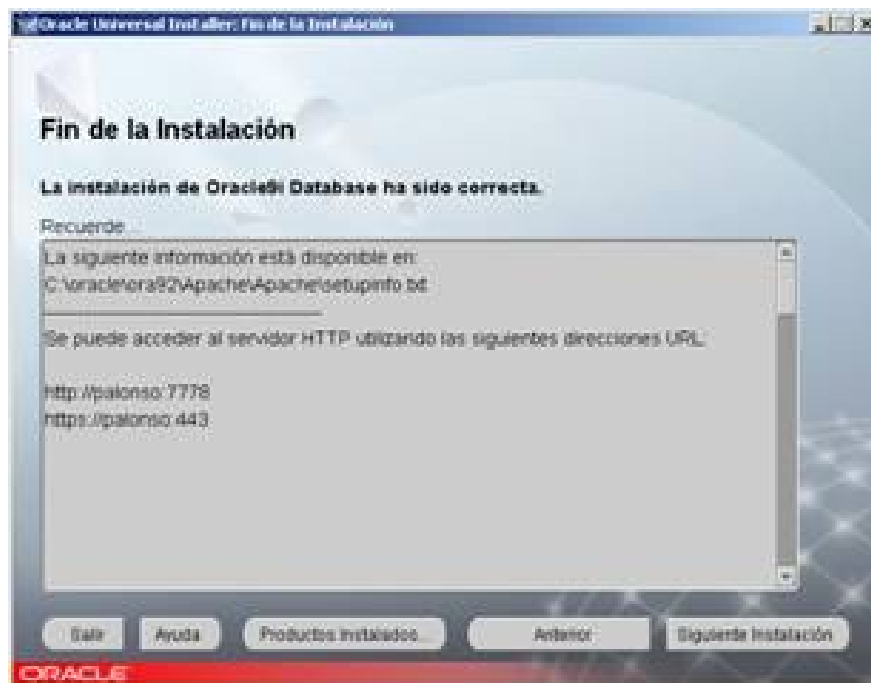 Oracle Universal Installer: Fin de la Instalación
Fin de la Instalación
La instalación de Oracle9i Database ha sido correcta.
Recuerde...
La siguiente información está disponible en:
C:\oracle\ora92\Apache\Apache\setupinfo.txt
Se puede acceder al servidor HTTP utilizando las siguientes direcciones URL:
http://palonso:7778
https://palonso:443
Salir Ayuda Productos Instalados... Anterior Siguiente Instalación
ORACLE